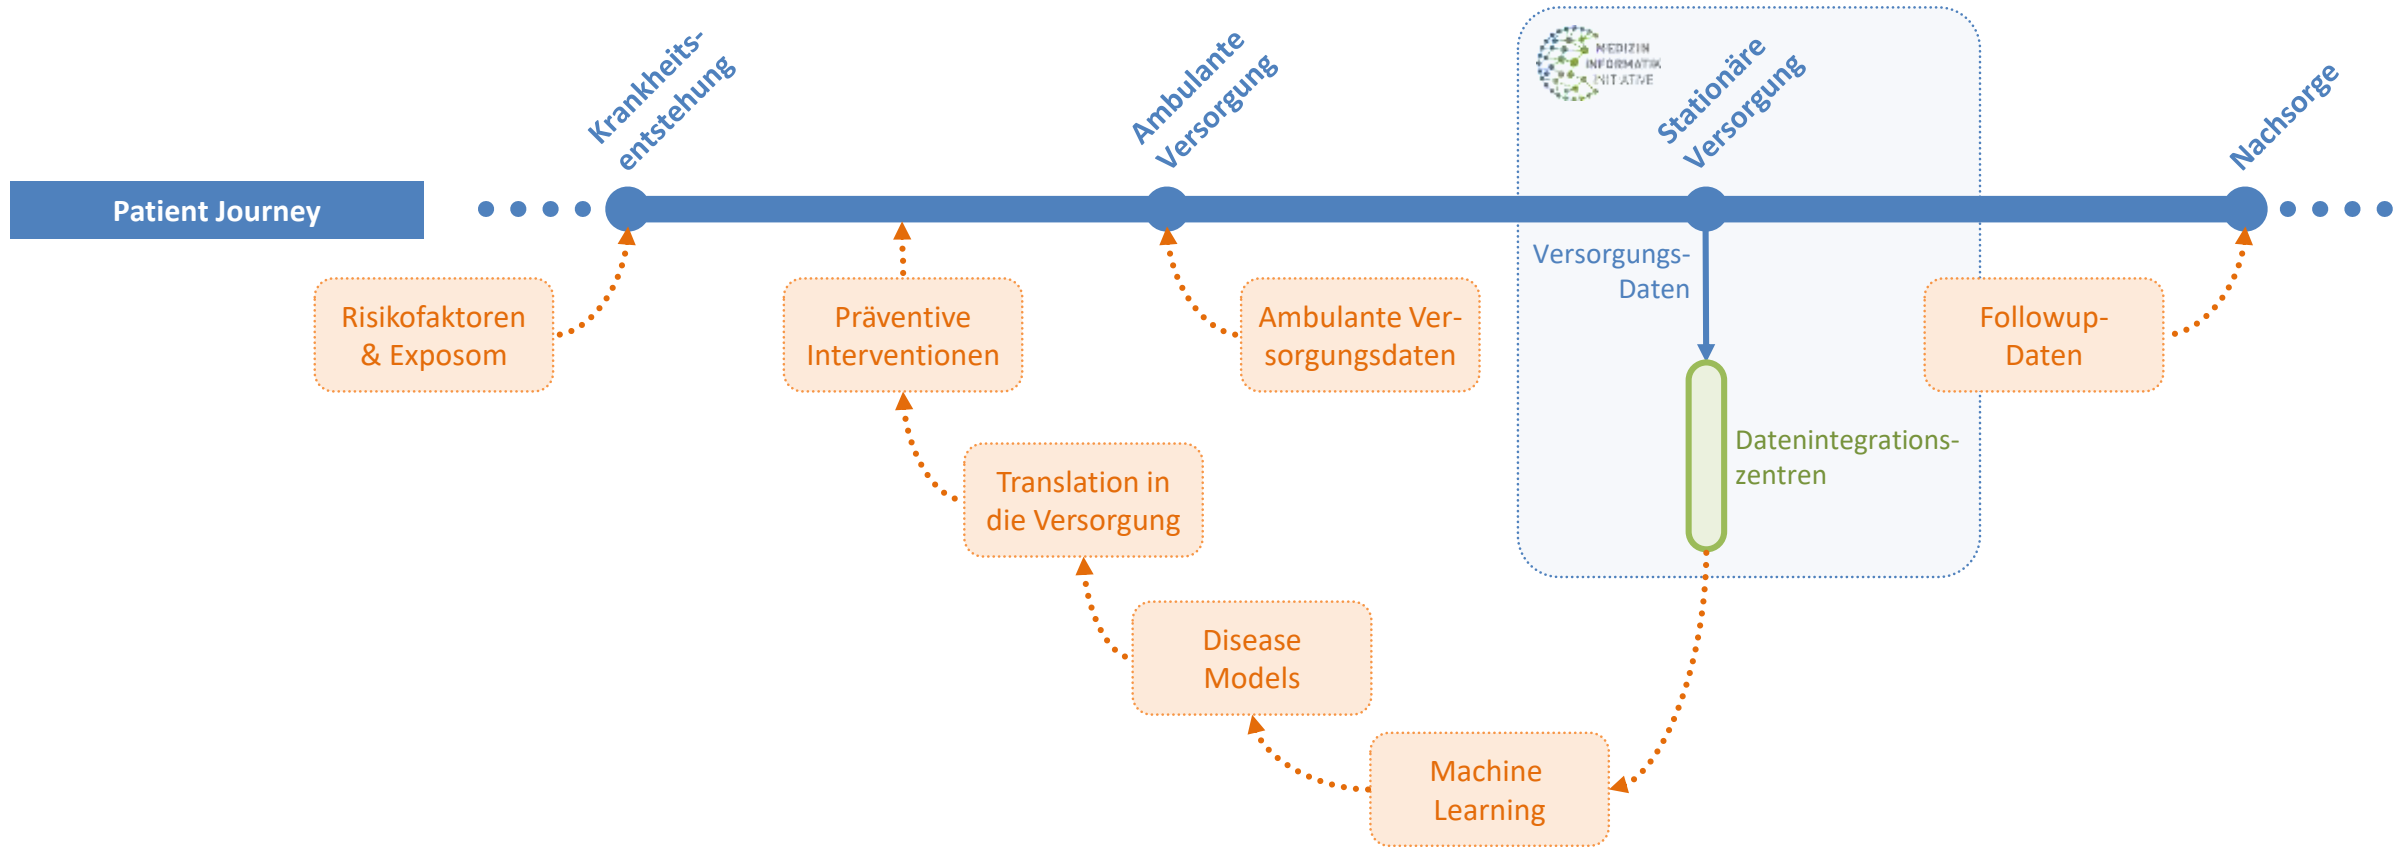 Krankheits-
entstehung
Ambulante
Versorgung
MEDIZIN
INFORMATIK
INITIATIVE
Stationäre
Versorgung
Nachsorge
Patient Journey
Versorgungs-
Daten
Risikofaktoren
& Exposom
Präventive
Interventionen
Ambulante Ver-
sorgungsdaten
Followup-
Daten
Datenintegrations-
zentren
Translation in
die Versorgung
Disease
Models
Machine
Learning